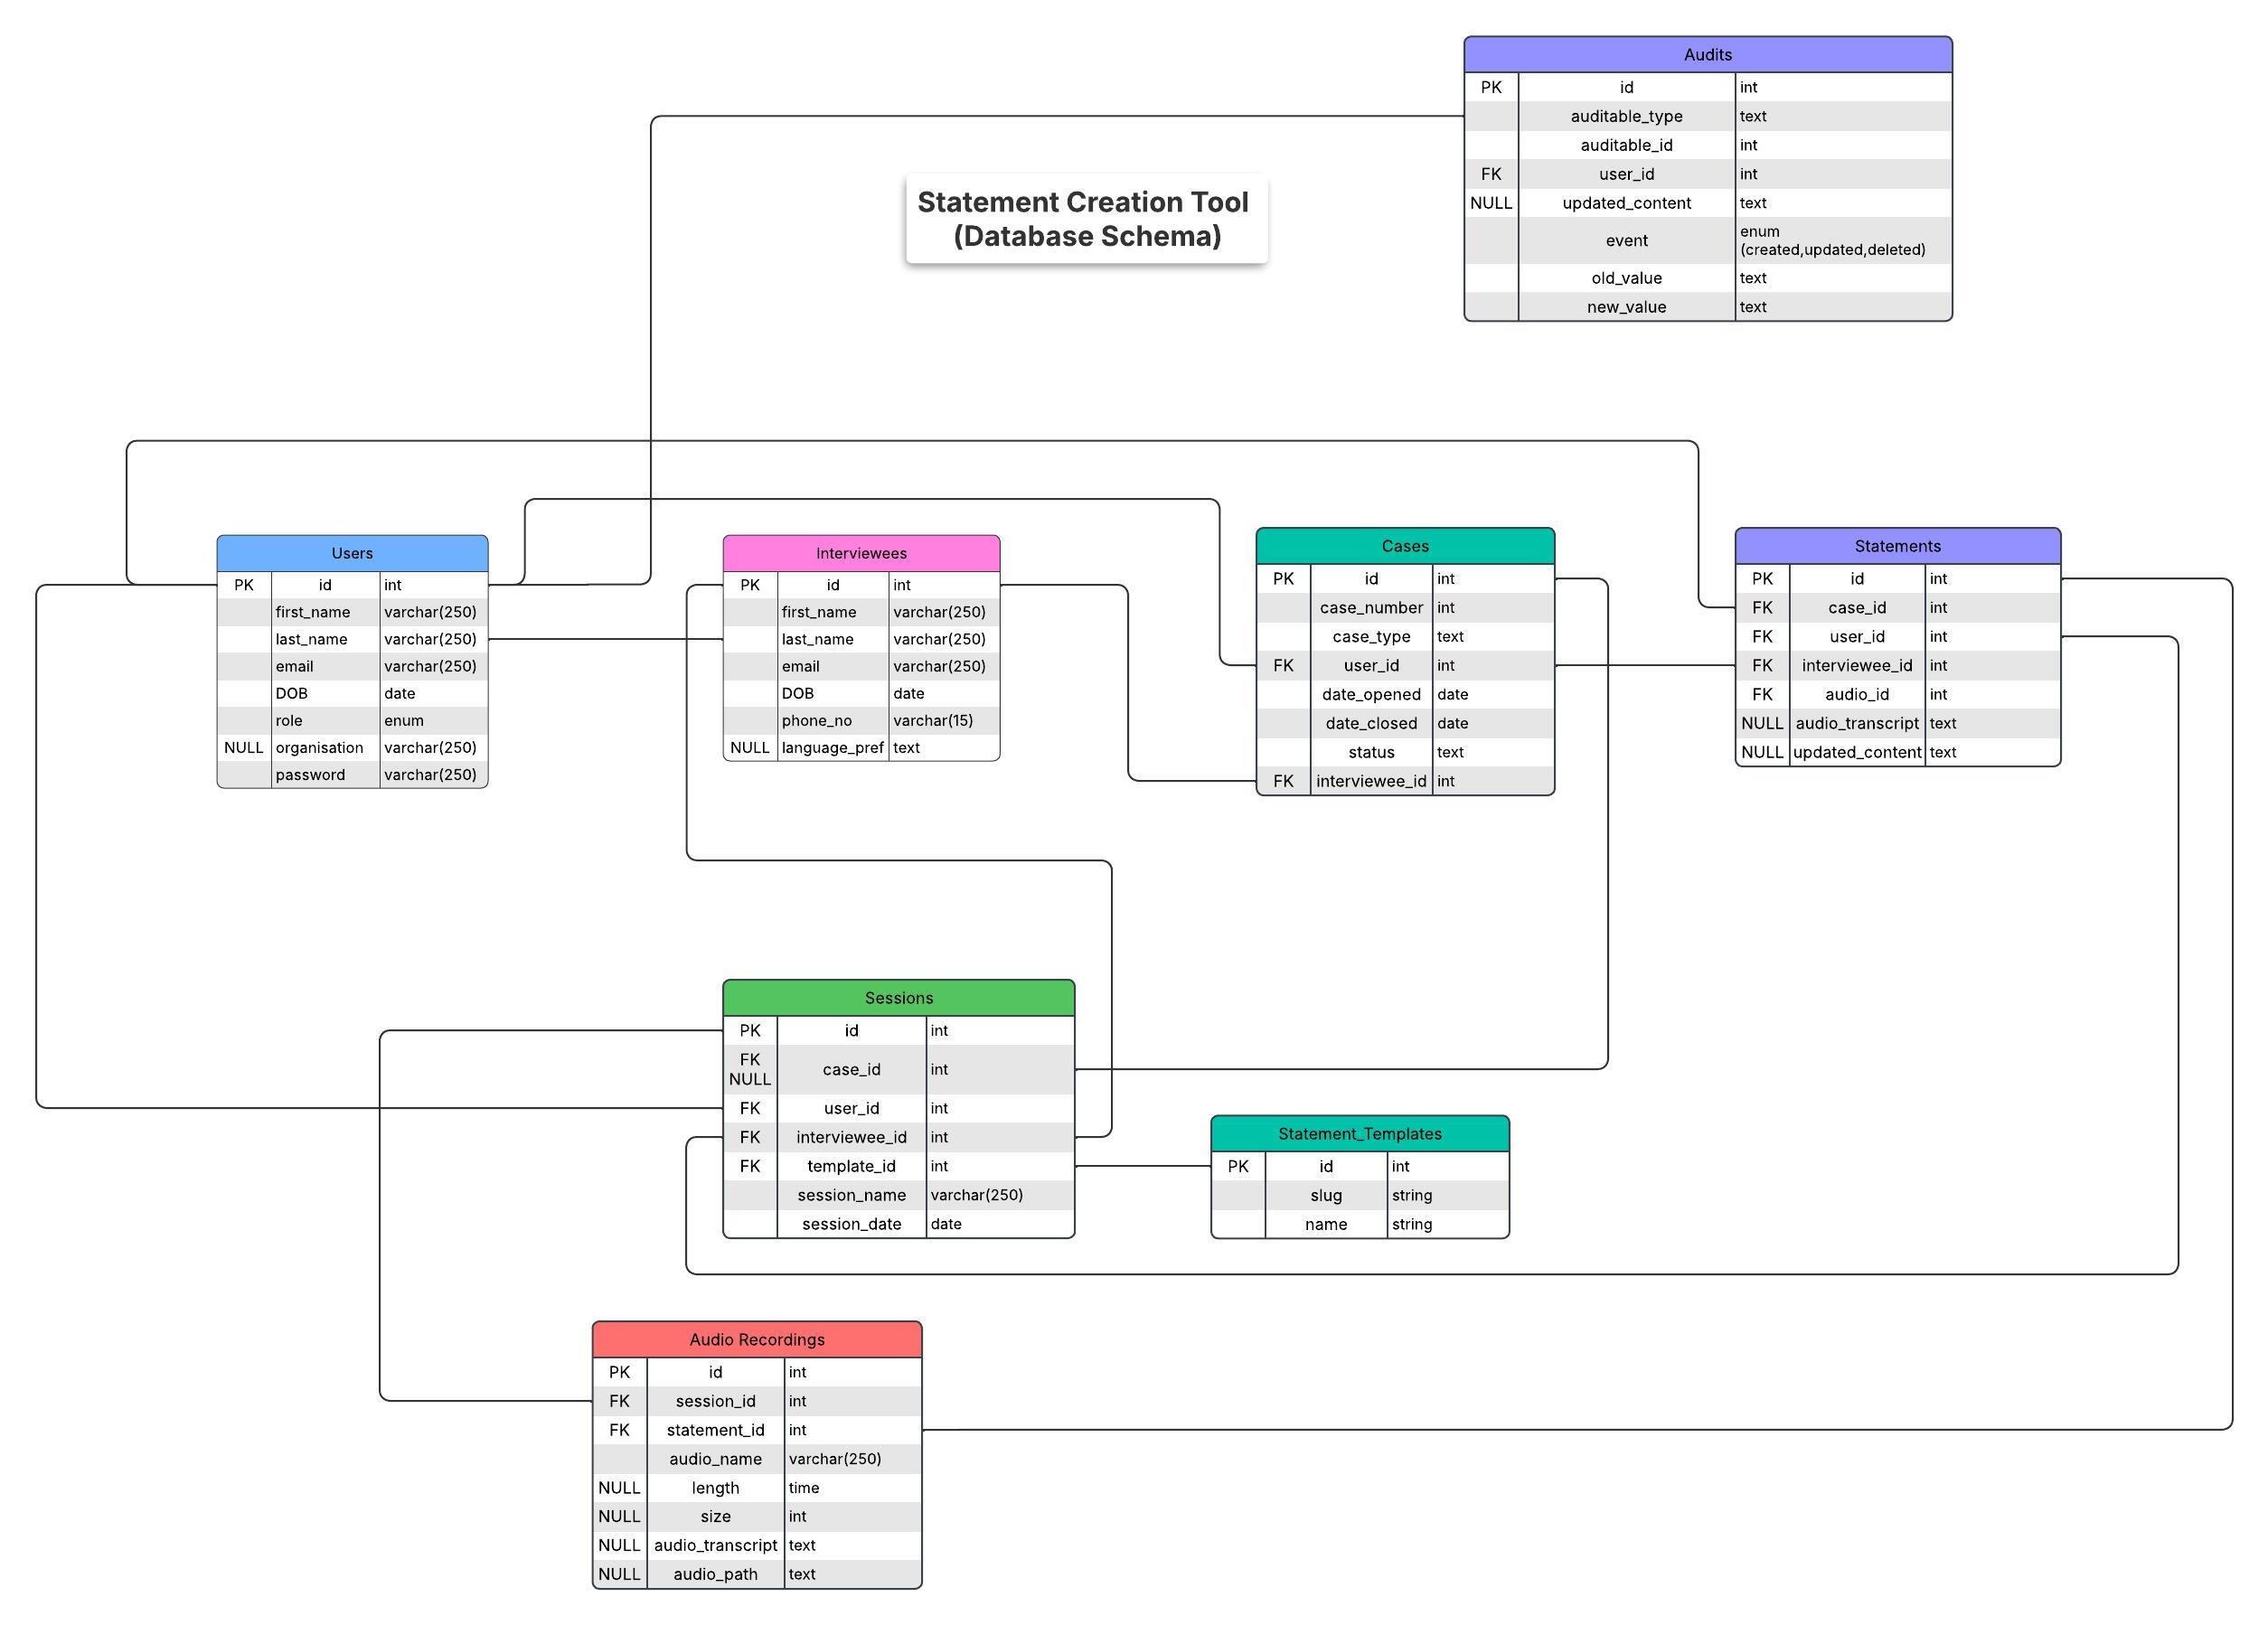 Audits
PK id int
auditable_type text
auditable_id int
FK user_id int
NULL updated_content text
event enum
(created,updated,deleted)
old_value text
new_value text
Statement Creation Tool
(Database Schema)
Users
PK id int
first_name varchar(250)
last_name varchar(250)
email varchar(250)
DOB date
role enum
NULL organisation varchar(250)
password varchar(250)
Interviewees
PK id int
first_name varchar(250)
last_name varchar(250)
email varchar(250)
DOB date
phone_no varchar(15)
NULL language_pref text
Cases
PK id int
case_number int
case_type text
FK user_id int
date_opened date
date_closed date
status text
FK interviewee_id int
Statements
PK id int
FK case_id int
FK user_id int
FK interviewee_id int
FK audio_id int
NULL audio_transcript text
NULL updated_content text
Sessions
PK id int
FK
NULL case_id int
FK user_id int
FK interviewee_id int
FK template_id int
session_name varchar(250)
session_date date
Statement_Templates
PK id int
slug string
name string
Audio Recordings
PK id int
FK session_id int
FK statement_id int
audio_name varchar(250)
NULL length time
NULL size int
NULL audio_transcript text
NULL audio_path text